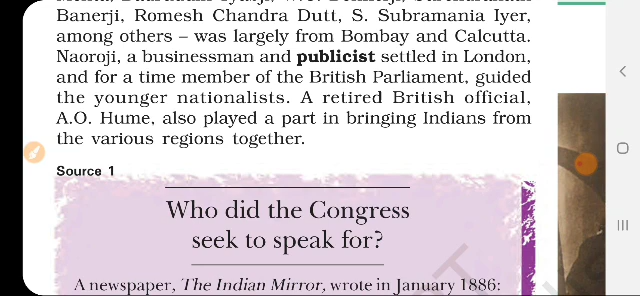 Banerji, Romesh Chandra Dutt, S. Subramania Iyer,
among others – was largely from Bombay and Calcutta.
Naoroji, a businessman and publicist settled in London,
and for a time member of the British Parliament, guided
the younger nationalists. A retired British official,
A.O. Hume, also played a part in bringing Indians from
the various regions together.
Source 1
Who did the Congress
seek to speak for?
A newspaper, The Indian Mirror, wrote in January 1886: